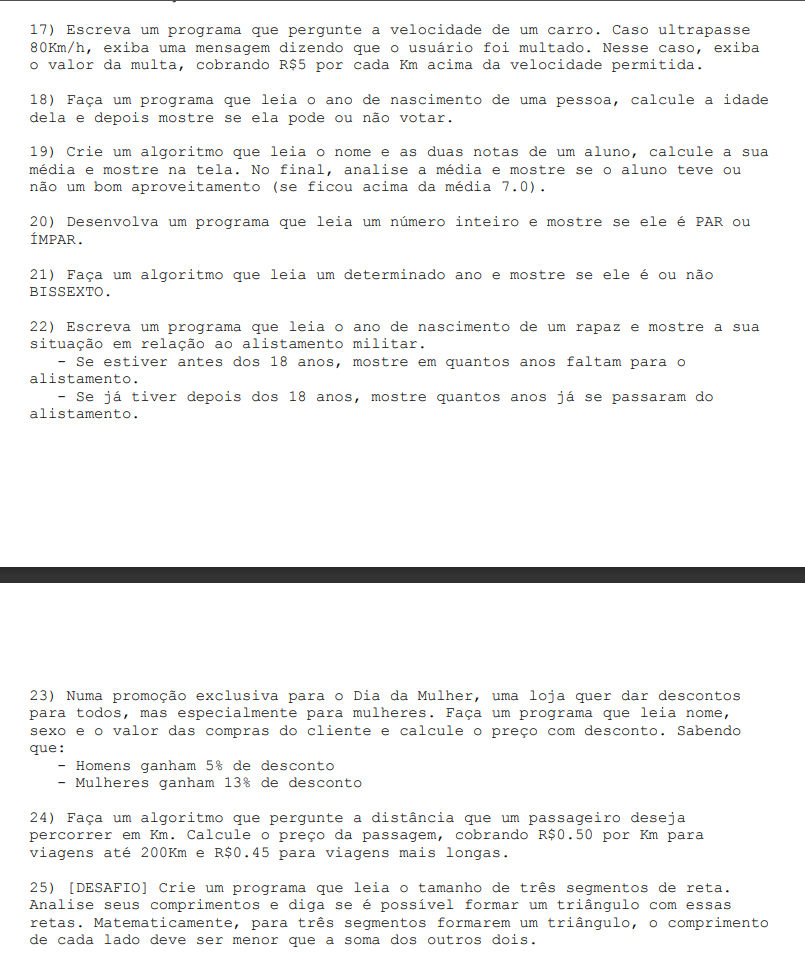 17) Escreva um programa que pergunte a velocidade de um carro. Caso ultrapasse
80Km/h, exiba uma mensagem dizendo que o usuário foi multado. Nesse caso, exiba
o valor da multa, cobrando R$5 por cada Km acima da velocidade permitida.
18) Faça um programa que leia o ano de nascimento de uma pessoa, calcule a idade
dela e depois mostre se ela pode ou não votar.
19) Crie um algoritmo que leia o nome e as duas notas de um aluno, calcule a sua
média e mostre na tela. No final, analise a média e mostre se o aluno teve ou
não um bom aproveitamento (se ficou acima da média 7.0).
20) Desenvolva um programa que leia um número inteiro e mostre se ele é PAR ou
ÍMPAR.
21) Faça um algoritmo que leia um determinado ano e mostre se ele é ou não
BISSEXTO.
22) Escreva um programa que leia o ano de nascimento de um rapaz e mostre a sua
situação em relação ao alistamento militar.
- Se estiver antes dos 18 anos, mostre em quantos anos faltam para o
alistamento.
- Se já tiver depois dos 18 anos, mostre quantos anos já se passaram do
alistamento.
23) Numa promoção exclusiva para o Dia da Mulher, uma loja quer dar descontos
para todos, mas especialmente para mulheres. Faça um programa que leia nome,
sexo e o valor das compras do cliente e calcule o preço com desconto. Sabendo
que:
- Homens ganham 5% de desconto
- Mulheres ganham 13% de desconto
24) Faça um algoritmo que pergunte a distância que um passageiro deseja
percorrer em Km. Calcule o preço da passagem, cobrando R$0.50 por Km para
viagens até 200Km e R$0.45 para viagens mais longas.
25) [DESAFIO] Crie um programa que leia o tamanho de três segmentos de reta.
Analise seus comprimentos e diga se é possível formar um triângulo com essas
retas. Matematicamente, para três segmentos formarem um triângulo, o comprimento
de cada lado deve ser menor que a soma dos outros dois.